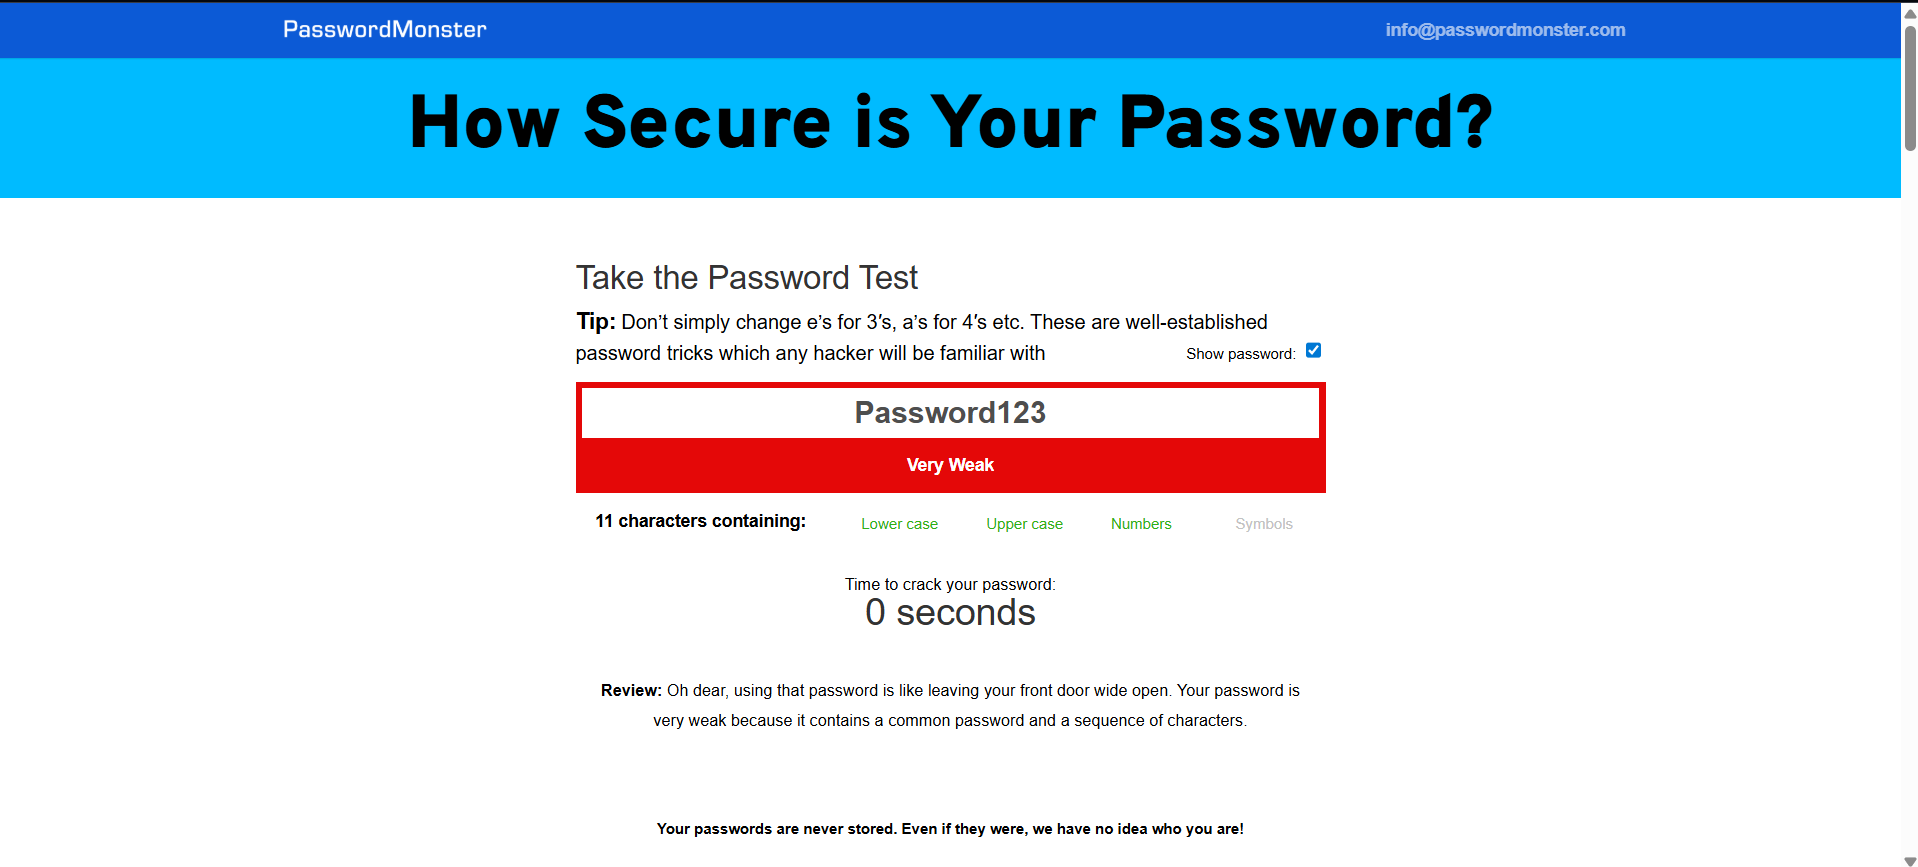 PasswordMonster
info@passwordmonster.com
How Secure is Your Password?
Take the Password Test
Tip: Don’t simply change e’s for 3′s, a’s for 4′s etc. These are well-established
password tricks which any hacker will be familiar with
Show password:
Password123
Very Weak
11 characters containing:
Lower case
Upper case
Numbers
Symbols
Time to crack your password:
0 seconds
Review: Oh dear, using that password is like leaving your front door wide open. Your password is
very weak because it contains a common password and a sequence of characters.
Your passwords are never stored. Even if they were, we have no idea who you are!